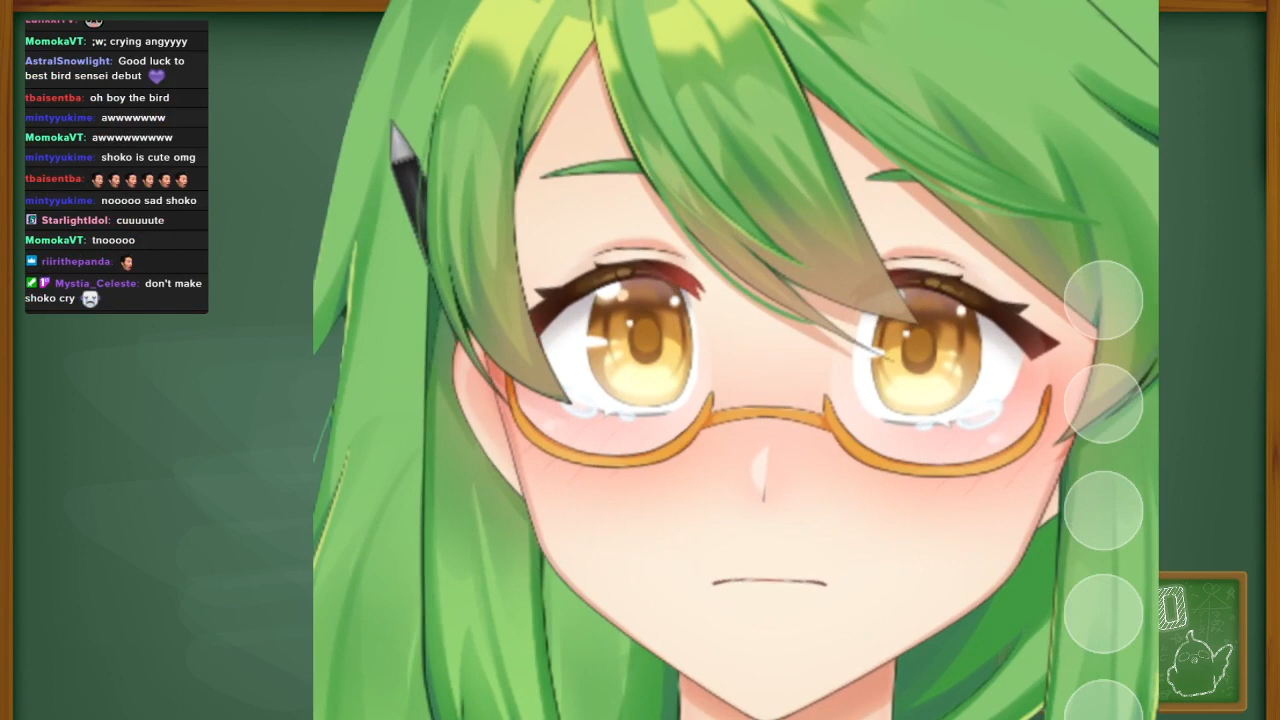 LunxxiTV:
MomokaVT: ;w; crying angyyyy
AstralSnowlight: Good luck to
best bird sensei debut
tbaisentba: oh boy the bird
mintyyukime: awwwwwww
MomokaVT: awwwwwwwww
mintyyukime: shoko is cute omg
tbaisentba:
mintyyukime: nooooo sad shoko
StarlightIdol: cuuuuute
MomokaVT: tnooooo
riirithepanda:
Mystia_Celeste: don't make
shoko cry